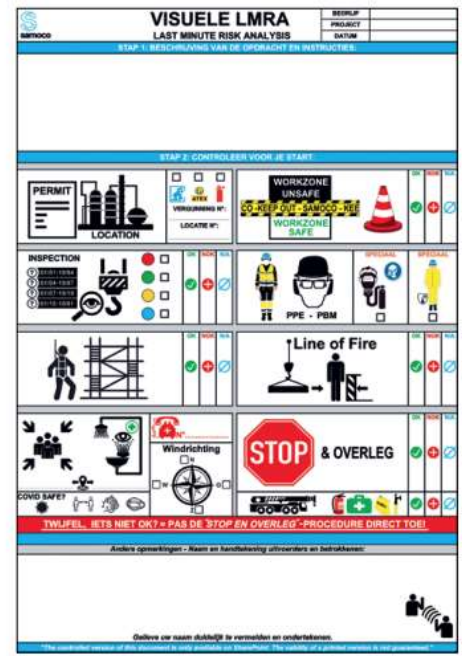 samoco
VISUELE LMRA
LAST MINUTE RISK ANALYSIS
BEDRIJF
PROJECT
DATUM
STAP 1: BESCHRIJVING VAN DE OPDRACHT EN INSTRUCTIES:
STAP 2: CONTROLEER VOOR JE START:
PERMIT
LOCATION
ATEX
VERGUNNING N°:
LOCATIE N°:
WORKZONE
UNSAFE
CO - KEEP OUT - SAMOCO - KEE
WORKZONE
SAFE
OK NOK N/A
INSPECTION
OK NOK N/A
PPE - PBM
SPECIAAL
SPECIAAL
OK NOK N/A
Line of Fire
OK NOK N/A
N°
Windrichting
N
W
O
Z
COVID SAFE?
STOP
& OVERLEG
OK NOK N/A
TWIJFEL, IETS NIET OK? = PAS DE "STOP EN OVERLEG"-PROCEDURE DIRECT TOE!
Andere opmerkingen - Naam en handtekening uitvoerders en betrokkenen:
Gelieve uw naam duidelijk te vermelden en ondertekenen.
"The controlled version of this document is only available on SharePoint. The validity of a printed version is not guaranteed."